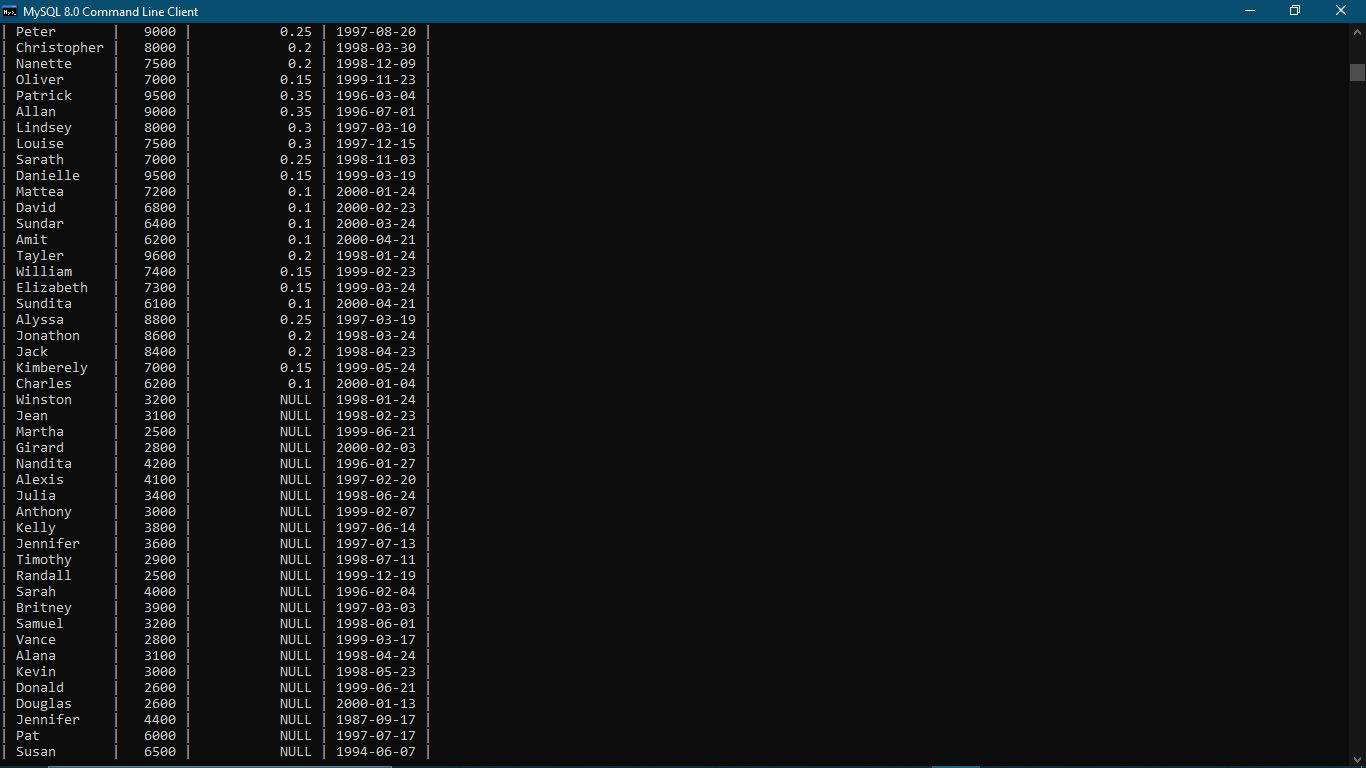 MySQL 8.0 Command Line Client
| Peter | 9000 | 0.25 | 1997-08-20 |
| Christopher | 8000 | 0.2 | 1998-03-30 |
| Nanette | 7500 | 0.2 | 1998-12-09 |
| Oliver | 7000 | 0.15 | 1999-11-23 |
| Patrick | 9500 | 0.35 | 1996-03-04 |
| Allan | 9000 | 0.35 | 1996-07-01 |
| Lindsey | 8000 | 0.3 | 1997-03-10 |
| Louise | 7500 | 0.3 | 1997-12-15 |
| Sarath | 7000 | 0.25 | 1998-11-03 |
| Danielle | 9500 | 0.15 | 1999-03-19 |
| Mattea | 7200 | 0.1 | 2000-01-24 |
| David | 6800 | 0.1 | 2000-02-23 |
| Sundar | 6400 | 0.1 | 2000-03-24 |
| Amit | 6200 | 0.1 | 2000-04-21 |
| Tayler | 9600 | 0.2 | 1998-01-24 |
| William | 7400 | 0.15 | 1999-02-23 |
| Elizabeth | 7300 | 0.15 | 1999-03-24 |
| Sundita | 6100 | 0.1 | 2000-04-21 |
| Alyssa | 8800 | 0.25 | 1997-03-19 |
| Jonathon | 8600 | 0.2 | 1998-03-24 |
| Jack | 8400 | 0.2 | 1998-04-23 |
| Kimberely | 7000 | 0.15 | 1999-05-24 |
| Charles | 6200 | 0.1 | 2000-01-04 |
| Winston | 3200 | NULL | 1998-01-24 |
| Jean | 3100 | NULL | 1998-02-23 |
| Martha | 2500 | NULL | 1999-06-21 |
| Girard | 2800 | NULL | 2000-02-03 |
| Nandita | 4200 | NULL | 1996-01-27 |
| Alexis | 4100 | NULL | 1997-02-20 |
| Julia | 3400 | NULL | 1998-06-24 |
| Anthony | 3000 | NULL | 1999-02-07 |
| Kelly | 3800 | NULL | 1997-06-14 |
| Jennifer | 3600 | NULL | 1997-07-13 |
| Timothy | 2900 | NULL | 1998-07-11 |
| Randall | 2500 | NULL | 1999-12-19 |
| Sarah | 4000 | NULL | 1996-02-04 |
| Britney | 3900 | NULL | 1997-03-03 |
| Samuel | 3200 | NULL | 1998-06-01 |
| Vance | 2800 | NULL | 1999-03-17 |
| Alana | 3100 | NULL | 1998-04-24 |
| Kevin | 3000 | NULL | 1998-05-23 |
| Donald | 2600 | NULL | 1999-06-21 |
| Douglas | 2600 | NULL | 2000-01-13 |
| Jennifer | 4400 | NULL | 1987-09-17 |
| Pat | 6000 | NULL | 1997-07-17 |
| Susan | 6500 | NULL | 1994-06-07 |